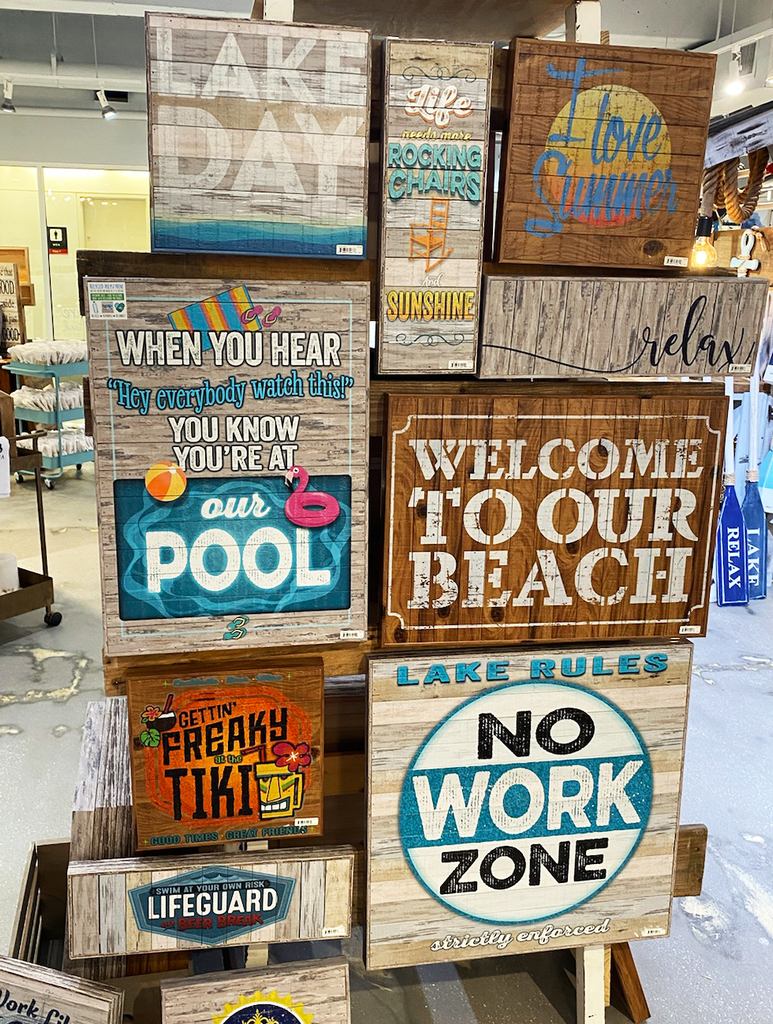 LAKE
DAY
Life
needs more
ROCKING
CHAIRS
And
SUNSHINE
I love
Summer
relax
WHEN YOU HEAR
"Hey everybody watch this!"
YOU KNOW
YOU'RE AT
our
POOL
WELCOME
TO OUR
BEACH
RELAX
LAKE
GETTIN'
FREAKY
at the
TIKI
GOOD TIMES GREAT FRIENDS
LAKE RULES
NO
WORK
ZONE
strictly enforced
SWIM AT YOUR OWN RISK
LIFEGUARD
BEER BREAK